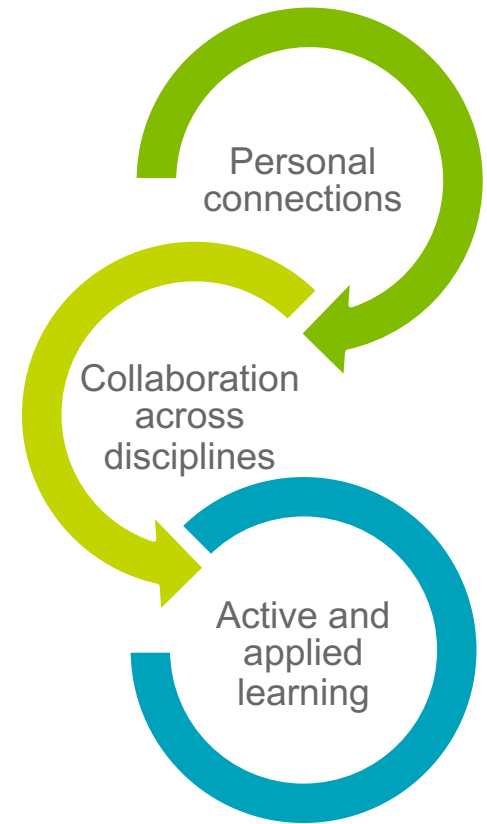 Personal
connections
Collaboration
across
disciplines
Active and
applied
learning